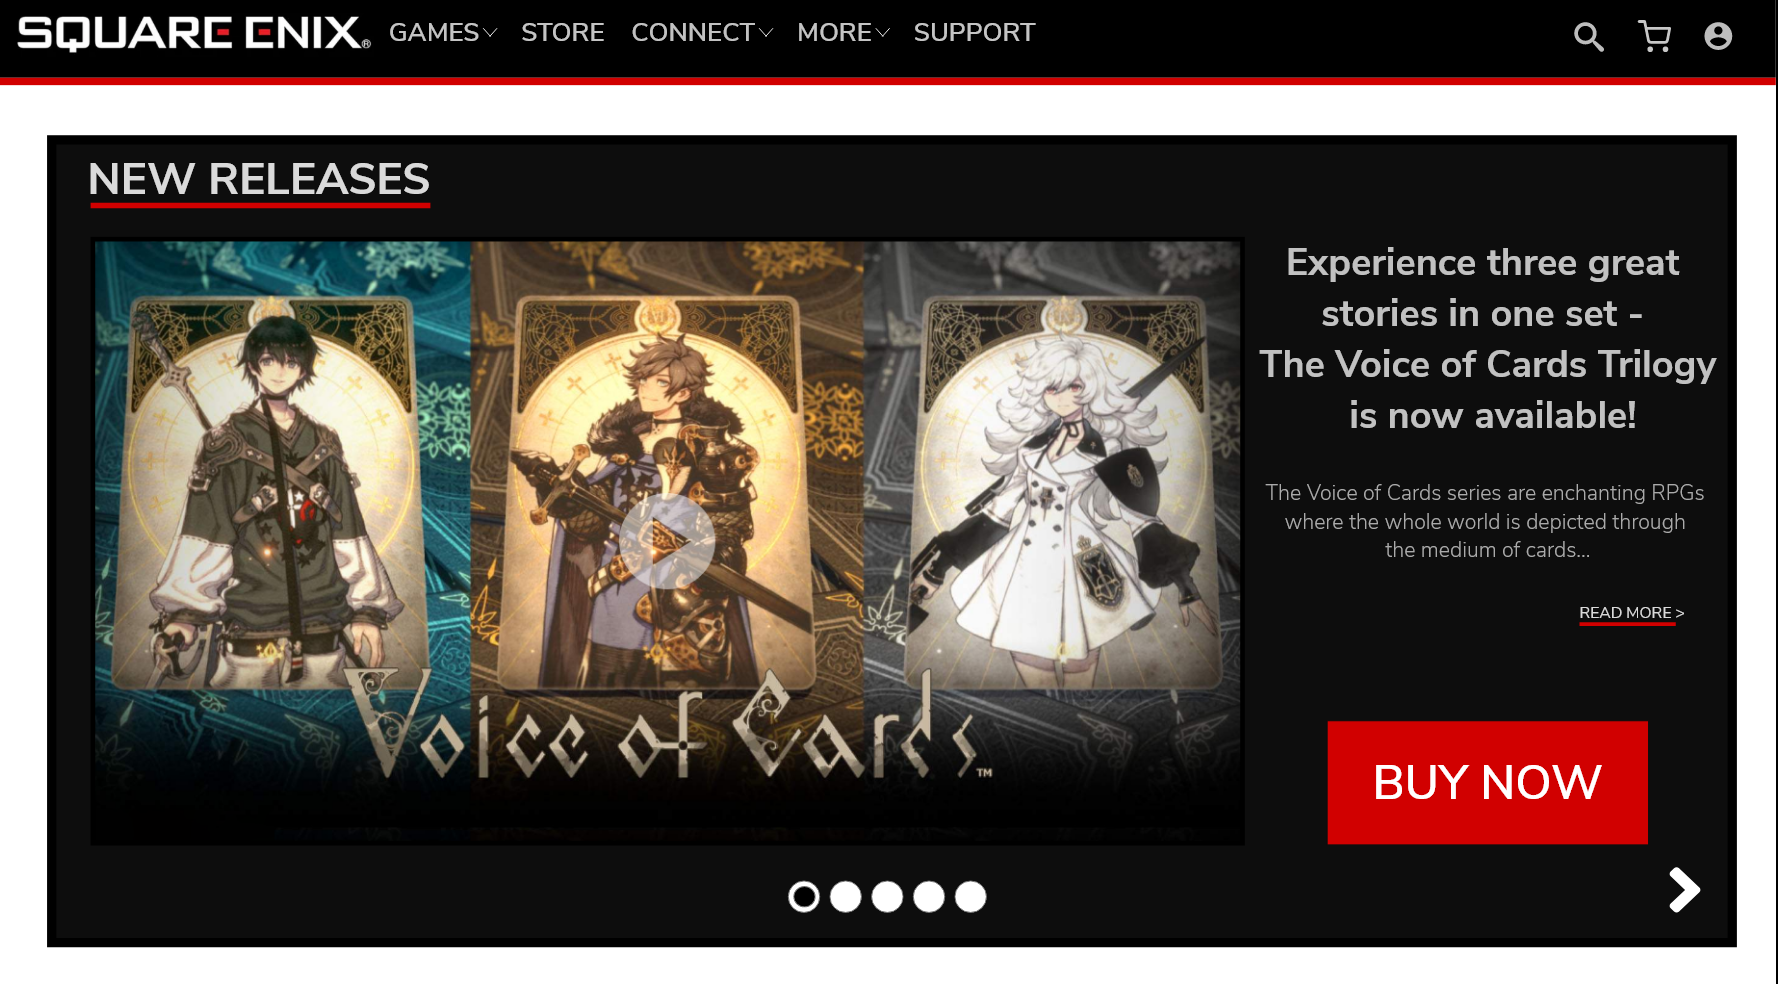 SQUARE ENIX® GAMES STORE CONNECT MORE SUPPORT
NEW RELEASES
Experience three great
stories in one set -
The Voice of Cards Trilogy
is now available!
The Voice of Cards series are enchanting RPGs
where the whole world is depicted through
the medium of cards...
READ MORE >
Voice of Cards™
BUY NOW